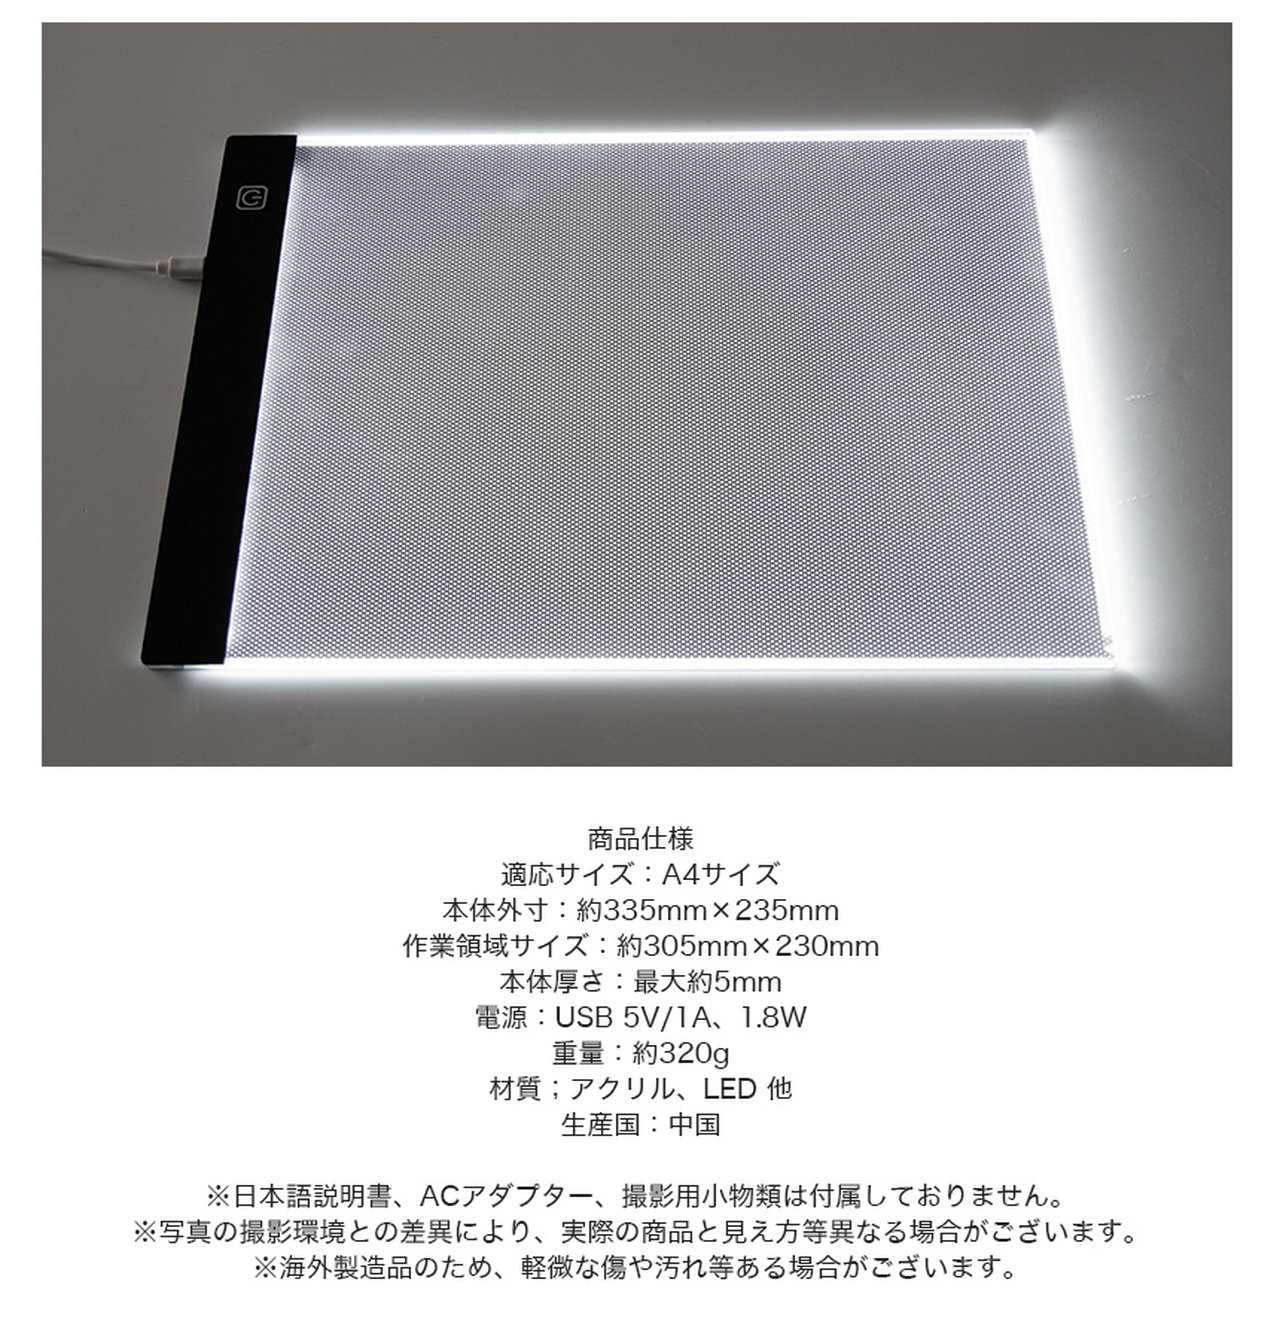 商品仕様
適応サイズ：A4サイズ
本体外寸：約335mm×235mm
作業領域サイズ：約305mm×230mm
本体厚さ：最大約5mm
電源：USB 5V/1A、1.8W
重量：約320g
材質；アクリル、LED 他
生産国：中国
※日本語説明書、ACアダプター、撮影用小物類は付属しておりません。
※写真の撮影環境との差異により、実際の商品と見え方等異なる場合がございます。
※海外製造品のため、軽微な傷や汚れ等ある場合がございます。